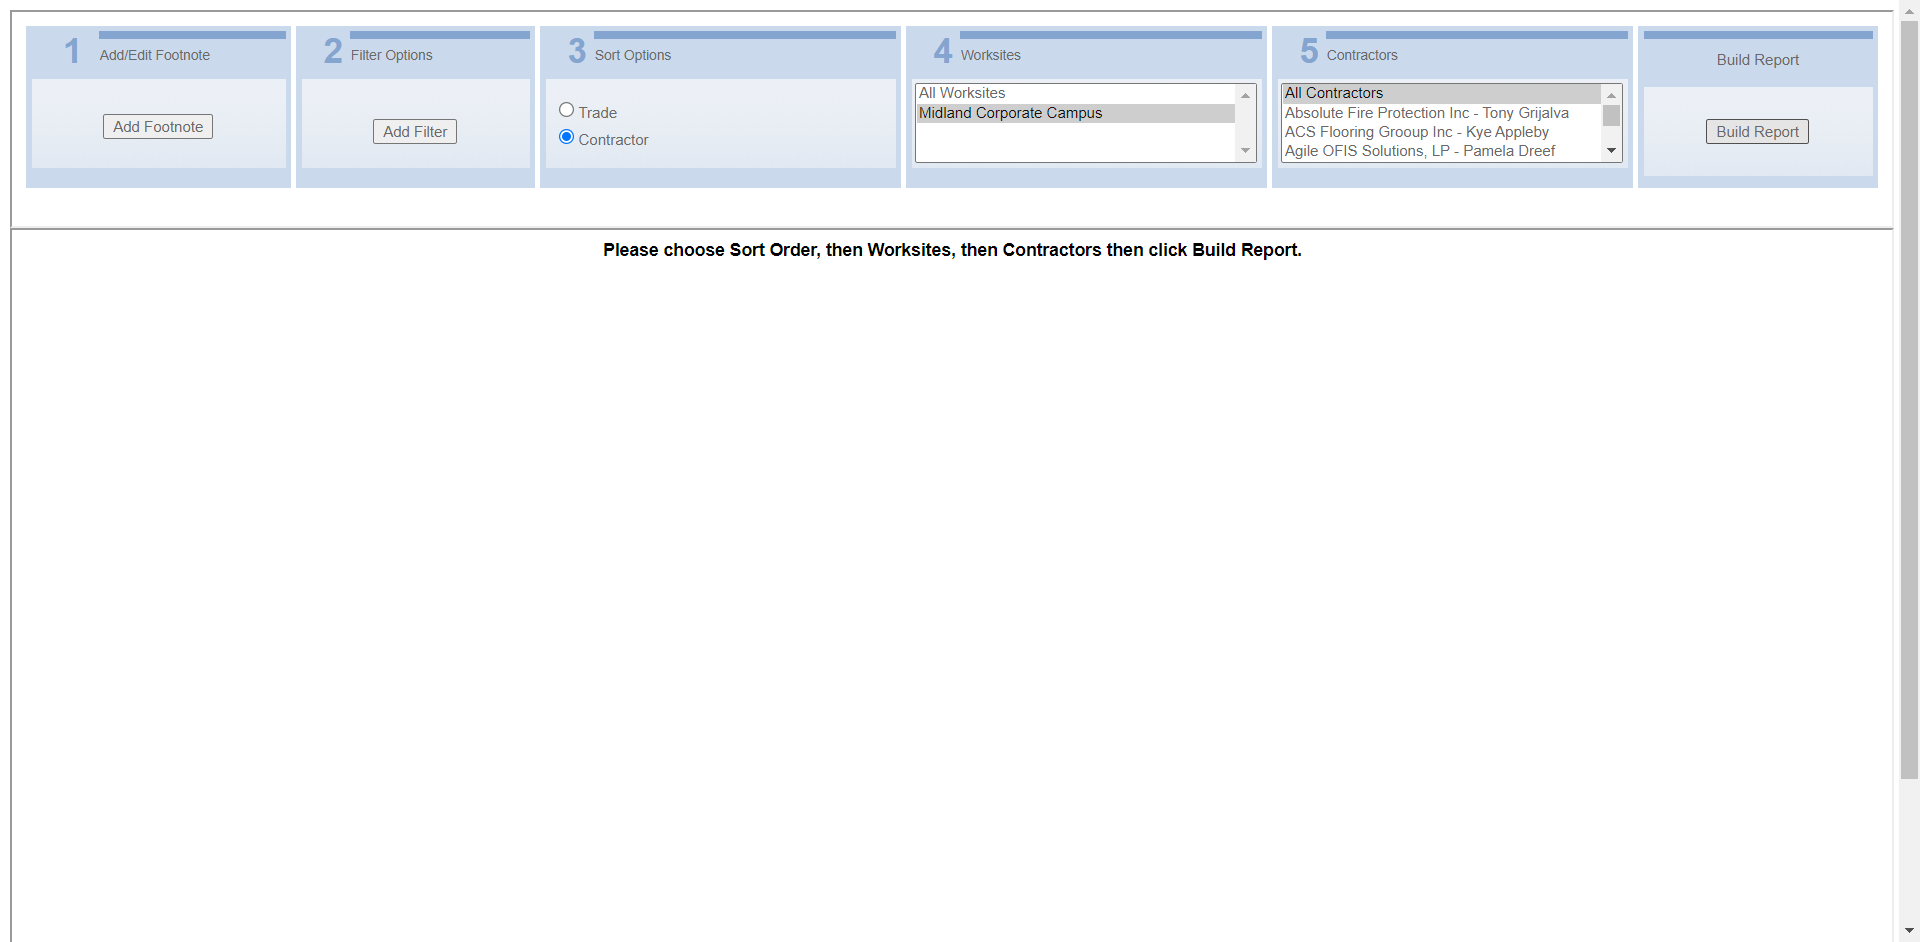 1 Add/Edit Footnote
Add Footnote
2 Filter Options
Add Filter
3 Sort Options
Trade
Contractor
4 Worksites
All Worksites
Midland Corporate Campus
5 Contractors
All Contractors
Absolute Fire Protection Inc - Tony Grijalva
ACS Flooring Grooup Inc - Kye Appleby
Agile OFIS Solutions, LP - Pamela Dreef
Build Report
Build Report
Please choose Sort Order, then Worksites, then Contractors then click Build Report.